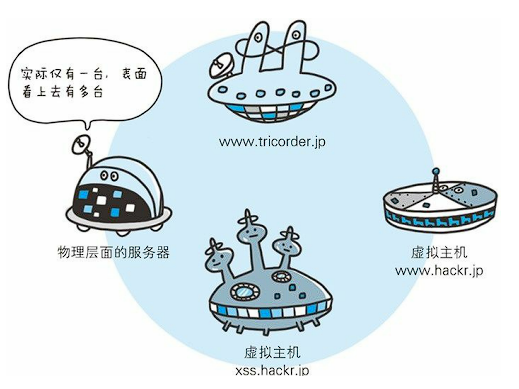 实际仅有一台，表面
看上去有多台
www.tricorder.jp
物理层面的服务器
虚拟主机
www.hackr.jp
虚拟主机
xss.hackr.jp